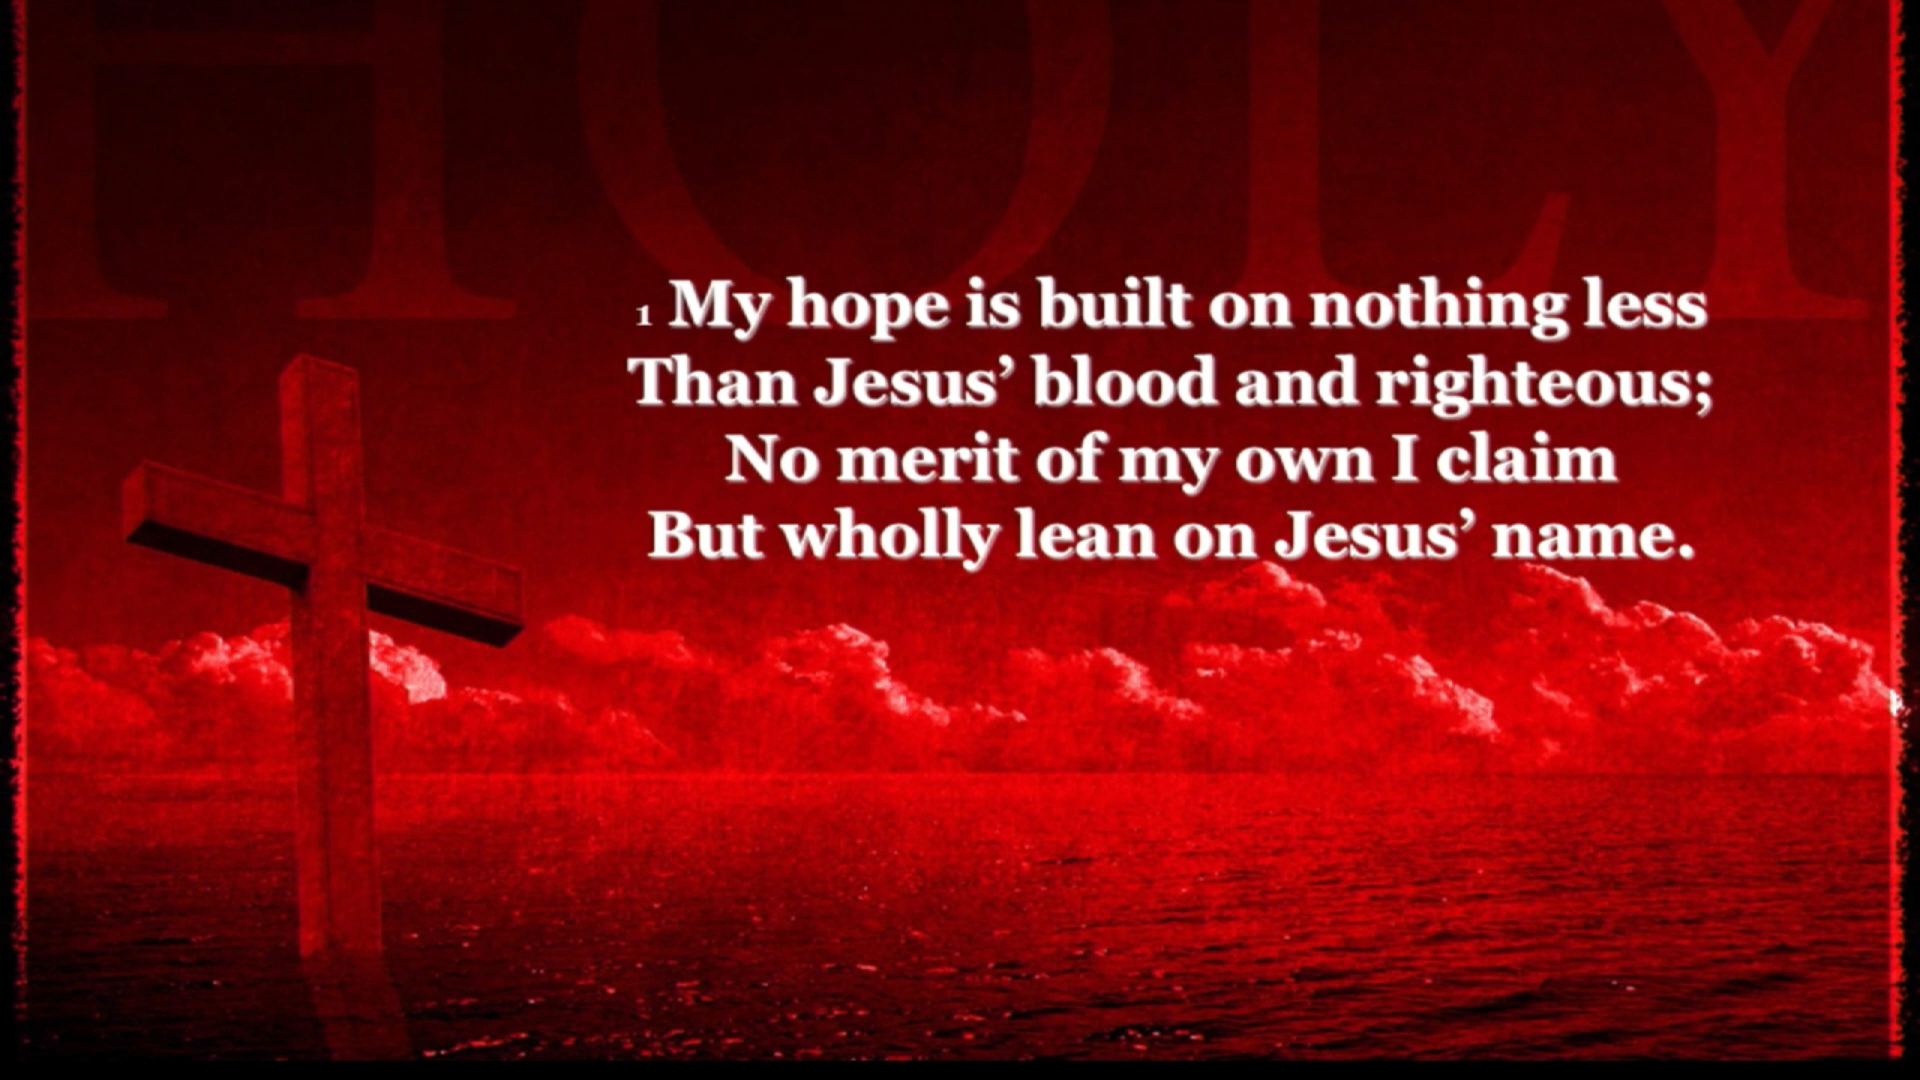 HOLY
1 My hope is built on nothing less
Than Jesus’ blood and righteous;
No merit of my own I claim
But wholly lean on Jesus’ name.